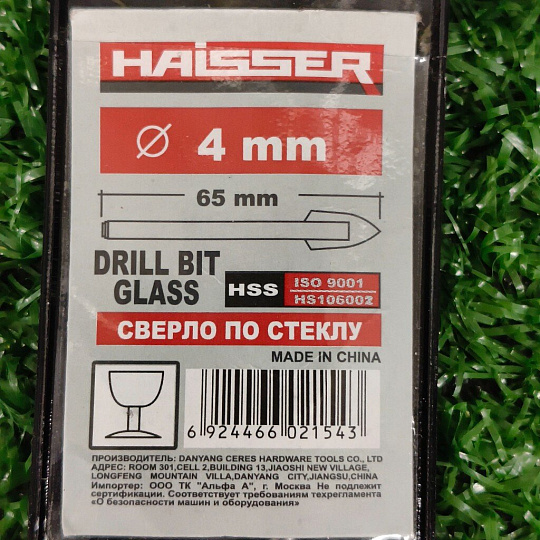 HAISSER
Ø 4 mm
65 mm
DRILL BIT
GLASS
HSS
ISO 9001
HS106002
СВЕРЛО ПО СТЕКЛУ
MADE IN CHINA
6 924466 021543
ПРОИЗВОДИТЕЛЬ: DANYANG CERES HARDWARE TOOLS CO., LTD
АДРЕС: ROOM 301,CELL 2,BUILDING 13,JIAOSHI NEW VILLAGE,
LONGFENG MOUNTAIN VILLA,DANYANG CITY,JIANGSU,CHINA
Импортер: ООО ТК "Альфа А", г. Москва Не подлежит
сертификации. Соответствует требованиям техрегламента
«О безопасности машин и оборудования»